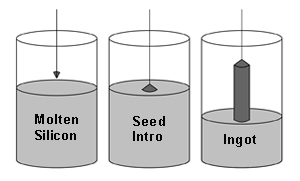 Molten
Silicon
Seed
Intro
Ingot